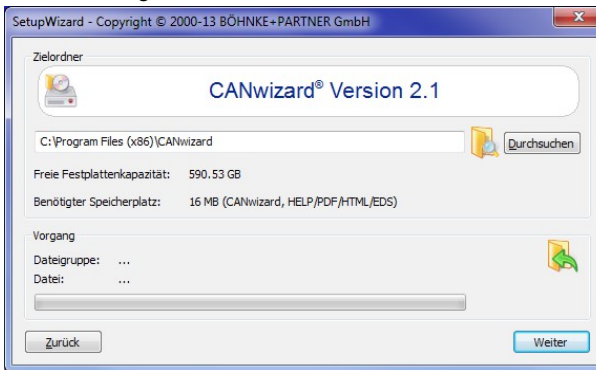 SetupWizard - Copyright © 2000-13 BÖHNKE+PARTNER GmbH
Zielordner
CANwizard® Version 2.1
C:\Program Files (x86)\CANwizard
Durchsuchen
Freie Festplattenkapazität: 590.53 GB
Benötigter Speicherplatz: 16 MB (CANwizard, HELP/PDF/HTML/EDS)
Vorgang
Dateigruppe: ...
Datei: ...
Zurück
Weiter